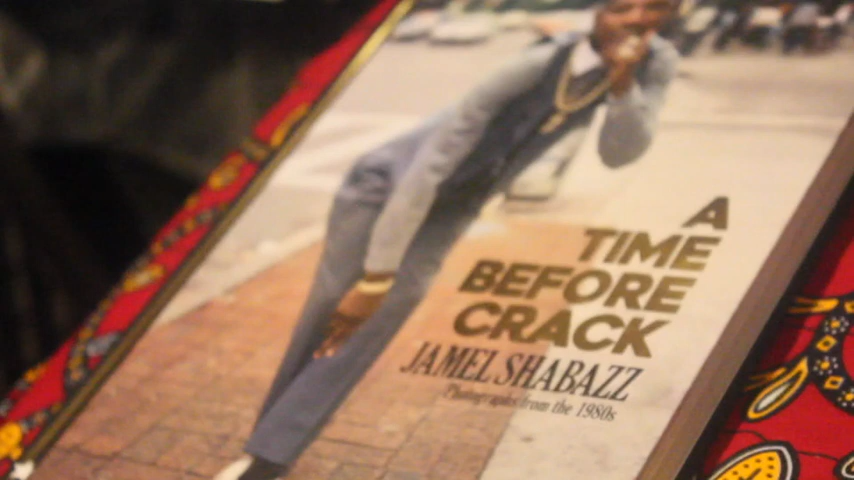 A
TIME
BEFORE
CRACK
JAMEL SHABAZZ
Photographs from the 1980s